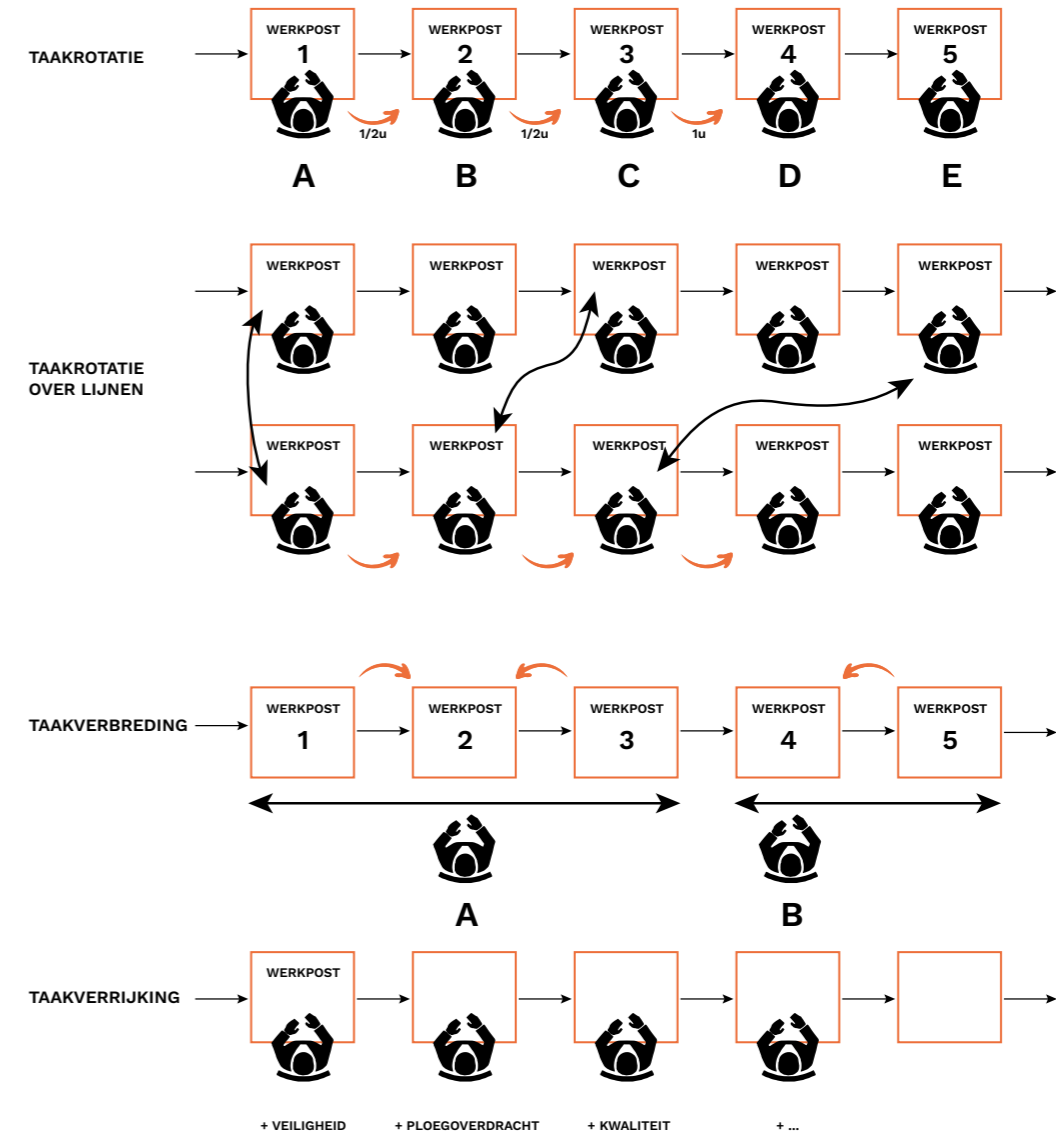 TAAKROTATIE
WERKPOST WERKPOST WERKPOST WERKPOST WERKPOST
1 2 3 4 5
1/2u 1/2u 1u
A B C D E
TAAKROTATIE
OVER LIJNEN
WERKPOST WERKPOST WERKPOST WERKPOST WERKPOST
WERKPOST WERKPOST WERKPOST WERKPOST WERKPOST
TAAKVERBREDING
WERKPOST WERKPOST WERKPOST WERKPOST WERKPOST
1 2 3 4 5
A B
TAAKVERRIJKING
WERKPOST
+ VEILIGHEID + PLOEGOVERDRACHT + KWALITEIT + ...